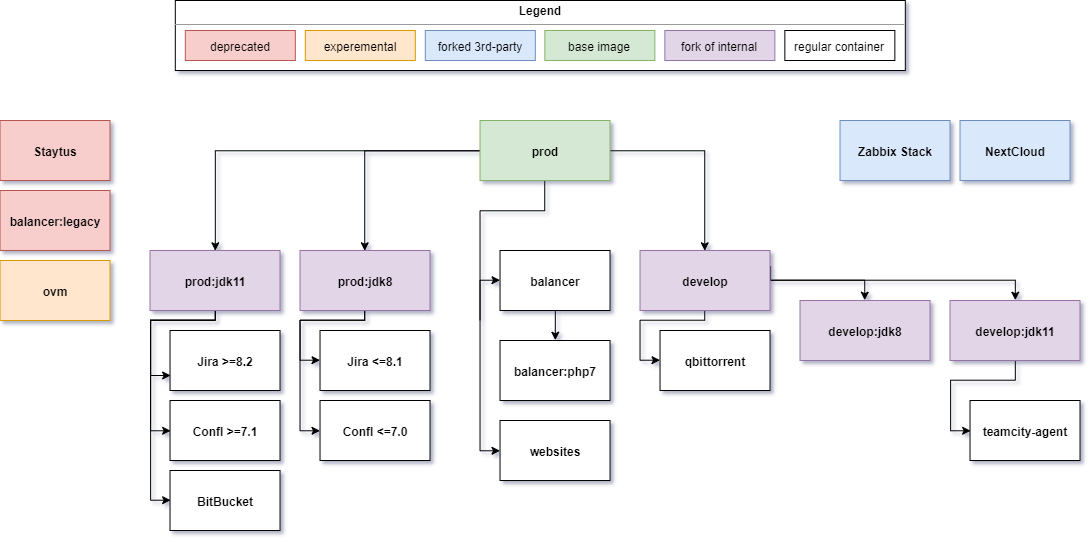 Legend
deprecated
experemental
forked 3rd-party
base image
fork of internal
regular container
Staytus
prod
Zabbix Stack
NextCloud
balancer:legacy
ovm
prod:jdk11
prod:jdk8
balancer
develop
develop:jdk8
develop:jdk11
Jira >=8.2
Jira <=8.1
balancer:php7
qbittorrent
Confl >=7.1
Confl <=7.0
websites
teamcity-agent
BitBucket